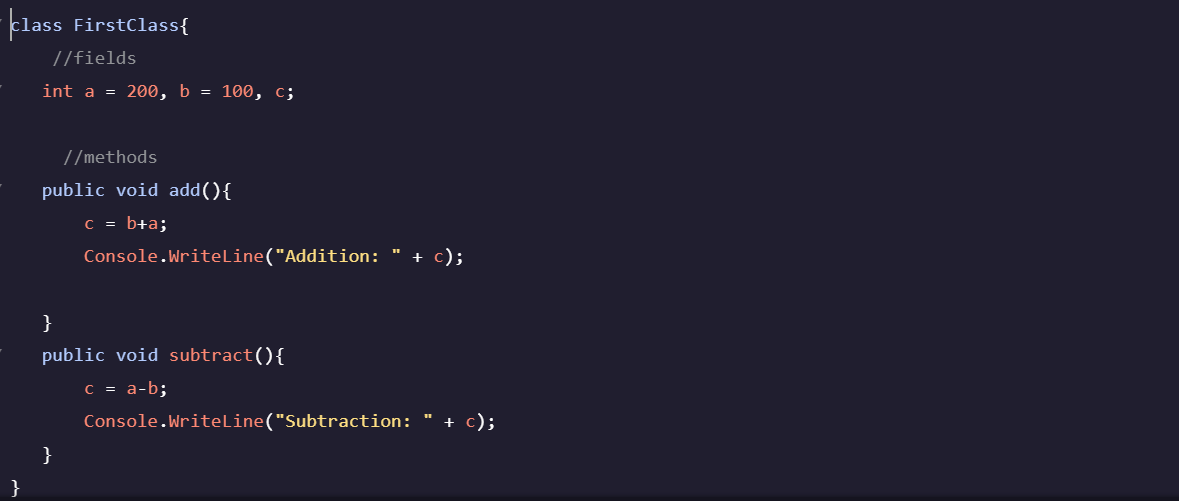 class FirstClass{
//fields
int a = 200, b = 100, c;
//methods
public void add(){
c = b+a;
Console.WriteLine("Addition: " + c);
}
public void subtract(){
c = a-b;
Console.WriteLine("Subtraction: " + c);
}
}